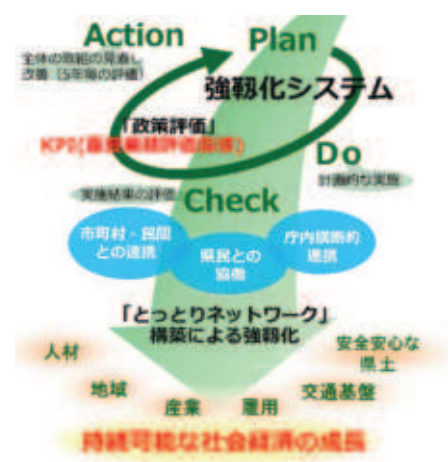 Action
Plan
全体の取組の見直し
改善(5年毎の評価)
強靱化システム
「政策評価」
KPI(重要業績評価指標)
Do
計画的な実施
実施結果の評価
Check
市町村・民間
との連携
県民との
協働
庁内横断的
連携
「とっとりネットワーク」
構築による強靱化
人材
地域
産業
雇用
交通基盤
安全安心な
県土
持続可能な社会経済の成長